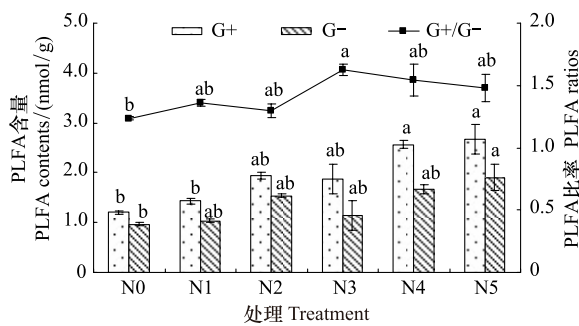 G+ G− G+/G−
5.0
4.0
3.0
2.0
1.0
0
PLFA含量
PLFA contents/(nmol/g)
2.0
1.5
1.0
0.5
0.0
PLFA比率 PLFA ratios
b ab ab a ab ab
b b b ab ab ab ab ab a ab a a
N0 N1 N2 N3 N4 N5
处理 Treatment